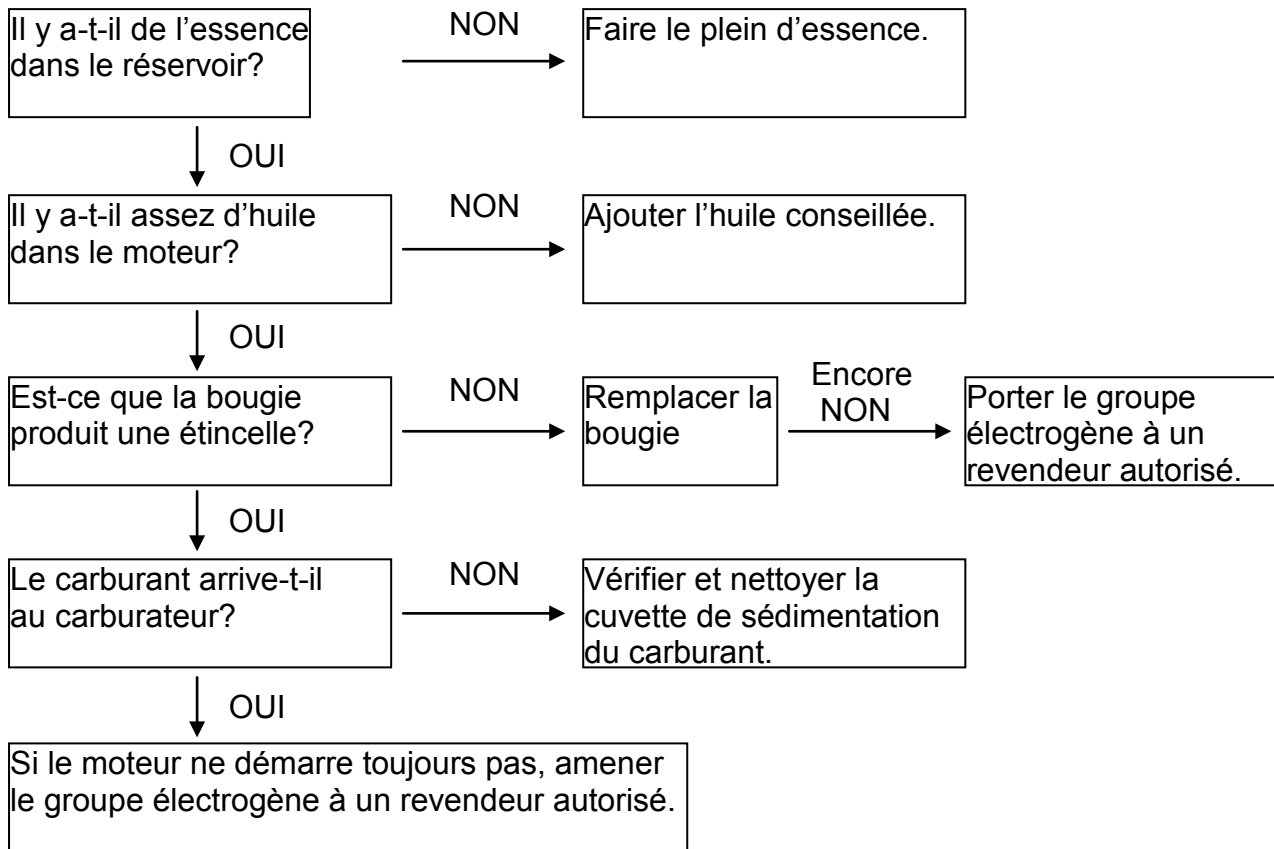 Il y a-t-il de l’essence
dans le réservoir?
NON
Faire le plein d’essence.
OUI
Il y a-t-il assez d’huile
dans le moteur?
NON
Ajouter l’huile conseillée.
OUI
Est-ce que la bougie
produit une étincelle?
NON
Remplacer la
bougie
Encore
NON
Porter le groupe
électrogène à un
revendeur autorisé.
OUI
Le carburant arrive-t-il
au carburateur?
NON
Vérifier et nettoyer la
cuvette de sédimentation
du carburant.
OUI
Si le moteur ne démarre toujours pas, amener
le groupe électrogène à un revendeur autorisé.